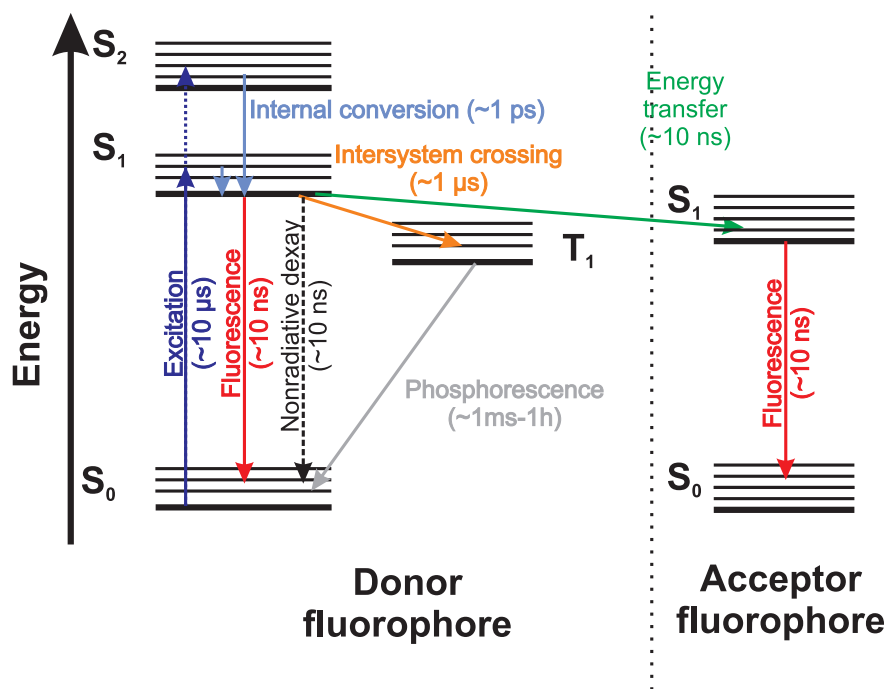 S2
Internal conversion (~1 ps)
S1
Intersystem crossing
(~1 µs)
Energy
transfer
(~10 ns)
S1
T1
Energy
Excitation
(~10 µs)
Fluorescence
(~10 ns)
Nonradiative dexay
(~10 ns)
Phosphorescence
(~1ms-1h)
Fluorescence
(~10 ns)
S0
S0
Donor
fluorophore
Acceptor
fluorophore